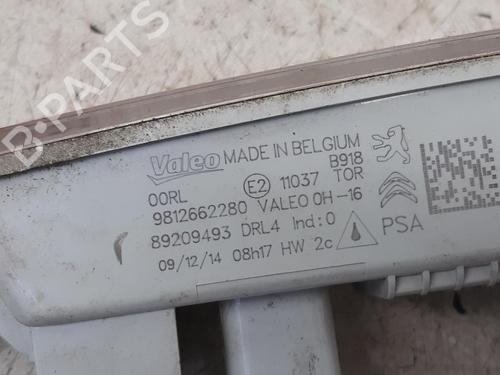 B-PARTS
Valeo MADE IN BELGIUM
B918
00RL E2 11037 TOR
9812662280 VALEO 0H-16
89209493 DRL4 Ind:0
09/12/14 08h17 HW 2c
PSA